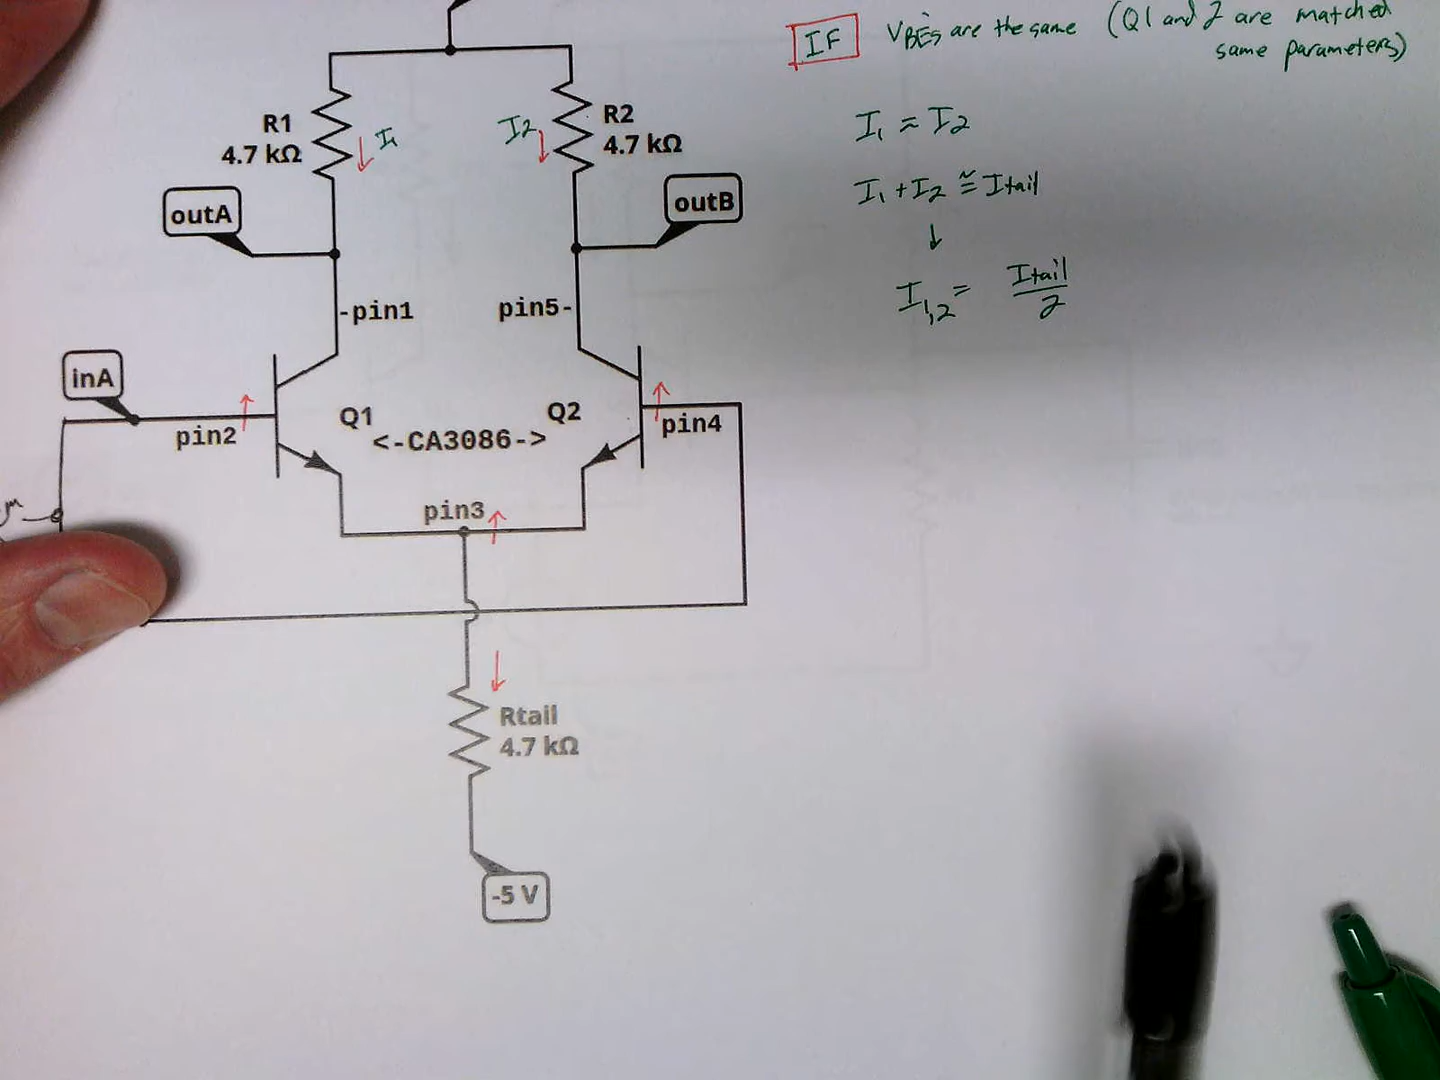 IF VBE's are the same (Q1 and 2 are matched
same parameters)
R1
4.7 kΩ
I1
I2
R2
4.7 kΩ
I1 ≈ I2
outA
outB
I1 + I2 ≅ Itail
↓
I1,2 = Itail/2
-pin1
pin5-
inA
pin2
Q1
Q2
<-CA3086->
pin4
pin3
Rtail
4.7 kΩ
-5 V